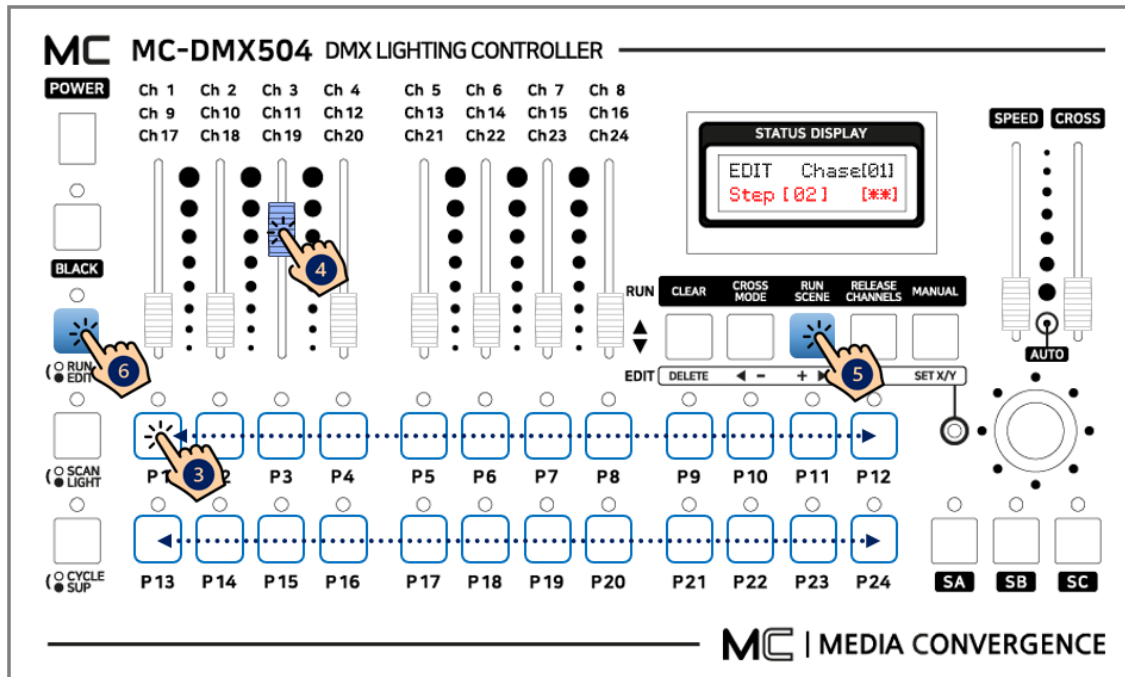 MC MC-DMX504 DMX LIGHTING CONTROLLER
POWER
Ch 1 Ch 2 Ch 3 Ch 4 Ch 5 Ch 6 Ch 7 Ch 8
Ch 9 Ch10 Ch11 Ch12 Ch13 Ch14 Ch15 Ch16
Ch17 Ch18 Ch19 Ch20 Ch21 Ch22 Ch23 Ch24
SPEED CROSS
STATUS DISPLAY
EDIT Chase[01]
Step [02] [**]
BLACK
4
RUN CLEAR CROSS MODE RUN SCENE RELEASE CHANNELS MANUAL
AUTO
6
RUN
EDIT
5
EDIT DELETE ◀ − + ▶ SET X/Y
SCAN
LIGHT
3
P1 P3 P4 P5 P6 P7 P8 P9 P10 P11 P12
CYCLE
SUP
P13 P14 P15 P16 P17 P18 P19 P20 P21 P22 P23 P24
SA SB SC
MC | MEDIA CONVERGENCE